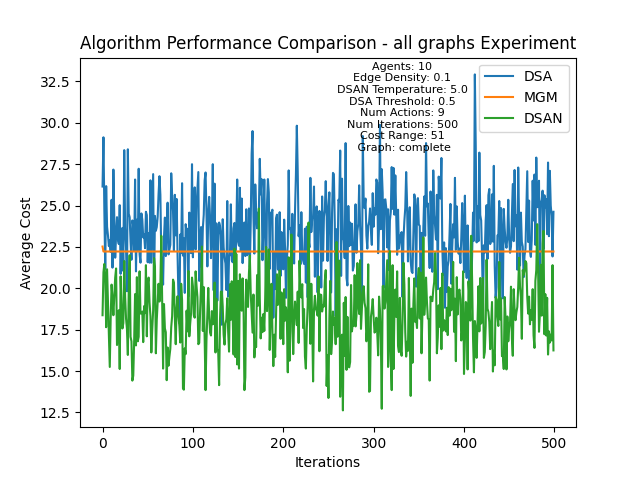 Algorithm Performance Comparison - all graphs Experiment
Agents: 10
Edge Density: 0.1
DSAN Temperature: 5.0
DSA Threshold: 0.5
Num Actions: 9
Num Iterations: 500
Cost Range: 51
Graph: complete
DSA
MGM
DSAN
Average Cost
32.5
30.0
27.5
25.0
22.5
20.0
17.5
15.0
12.5
0
100
200
300
400
500
Iterations